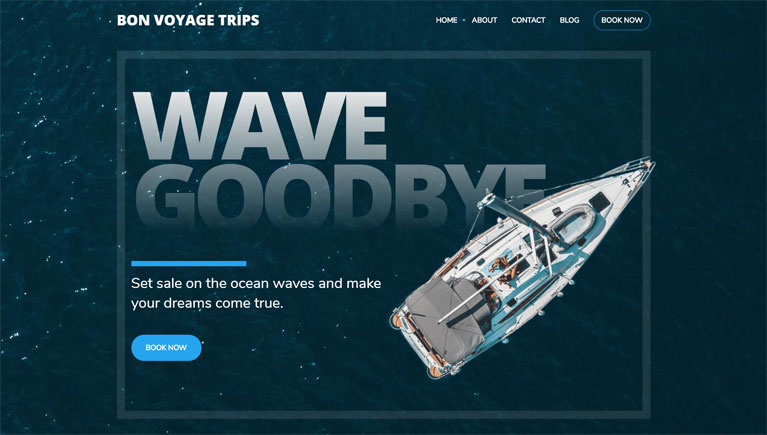 BON VOYAGE TRIPS
HOME
ABOUT
CONTACT
BLOG
BOOK NOW
WAVE
GOODBYE
Set sale on the ocean waves and make
your dreams come true.
BOOK NOW